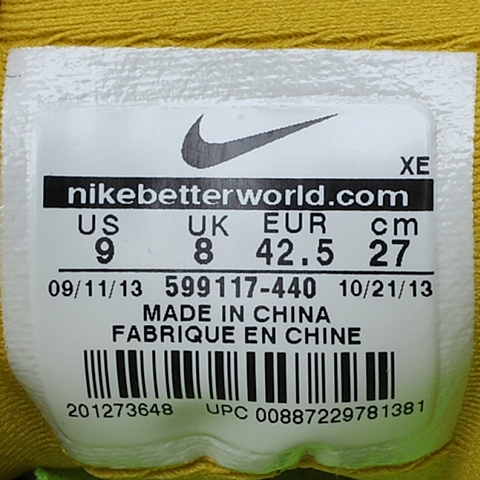 XE
nikebetterworld.com
US UK EUR cm
9 8 42.5 27
09/11/13 599117-440 10/21/13
MADE IN CHINA
FABRIQUE EN CHINE
201273648 UPC 00887229781381